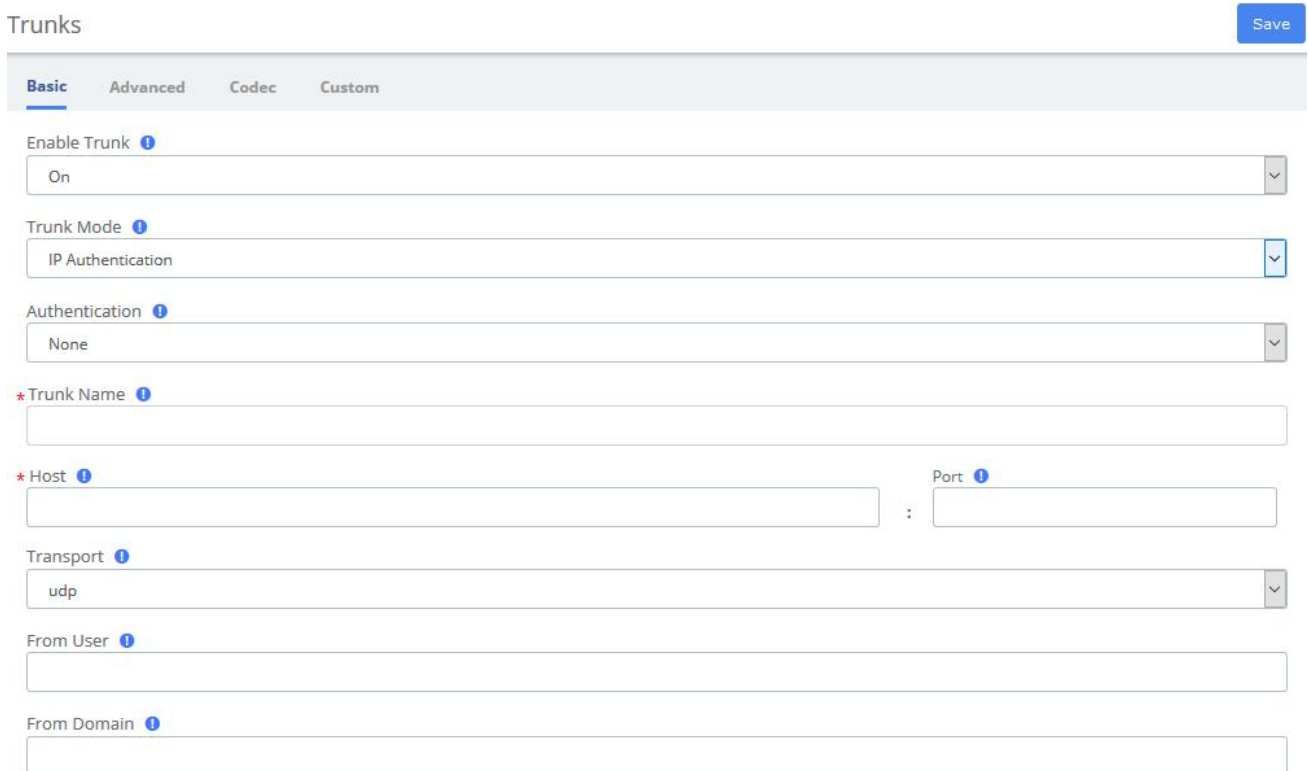 Trunks
Save
Basic Advanced Codec Custom
Enable Trunk
On
Trunk Mode
IP Authentication
Authentication
None
* Trunk Name
* Host Port
:
Transport
udp
From User
From Domain